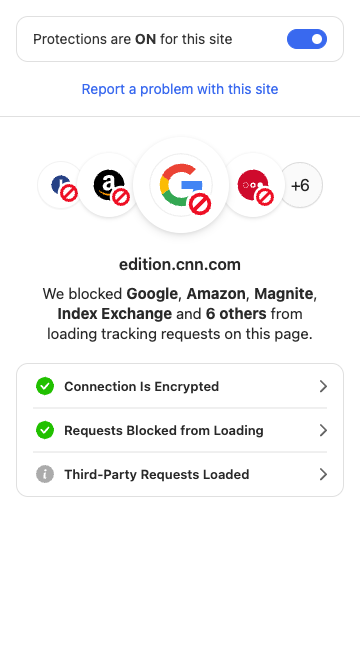 Protections are ON for this site
Report a problem with this site
+6
edition.cnn.com
We blocked Google, Amazon, Magnite,
Index Exchange and 6 others from
loading tracking requests on this page.
Connection Is Encrypted
Requests Blocked from Loading
Third-Party Requests Loaded